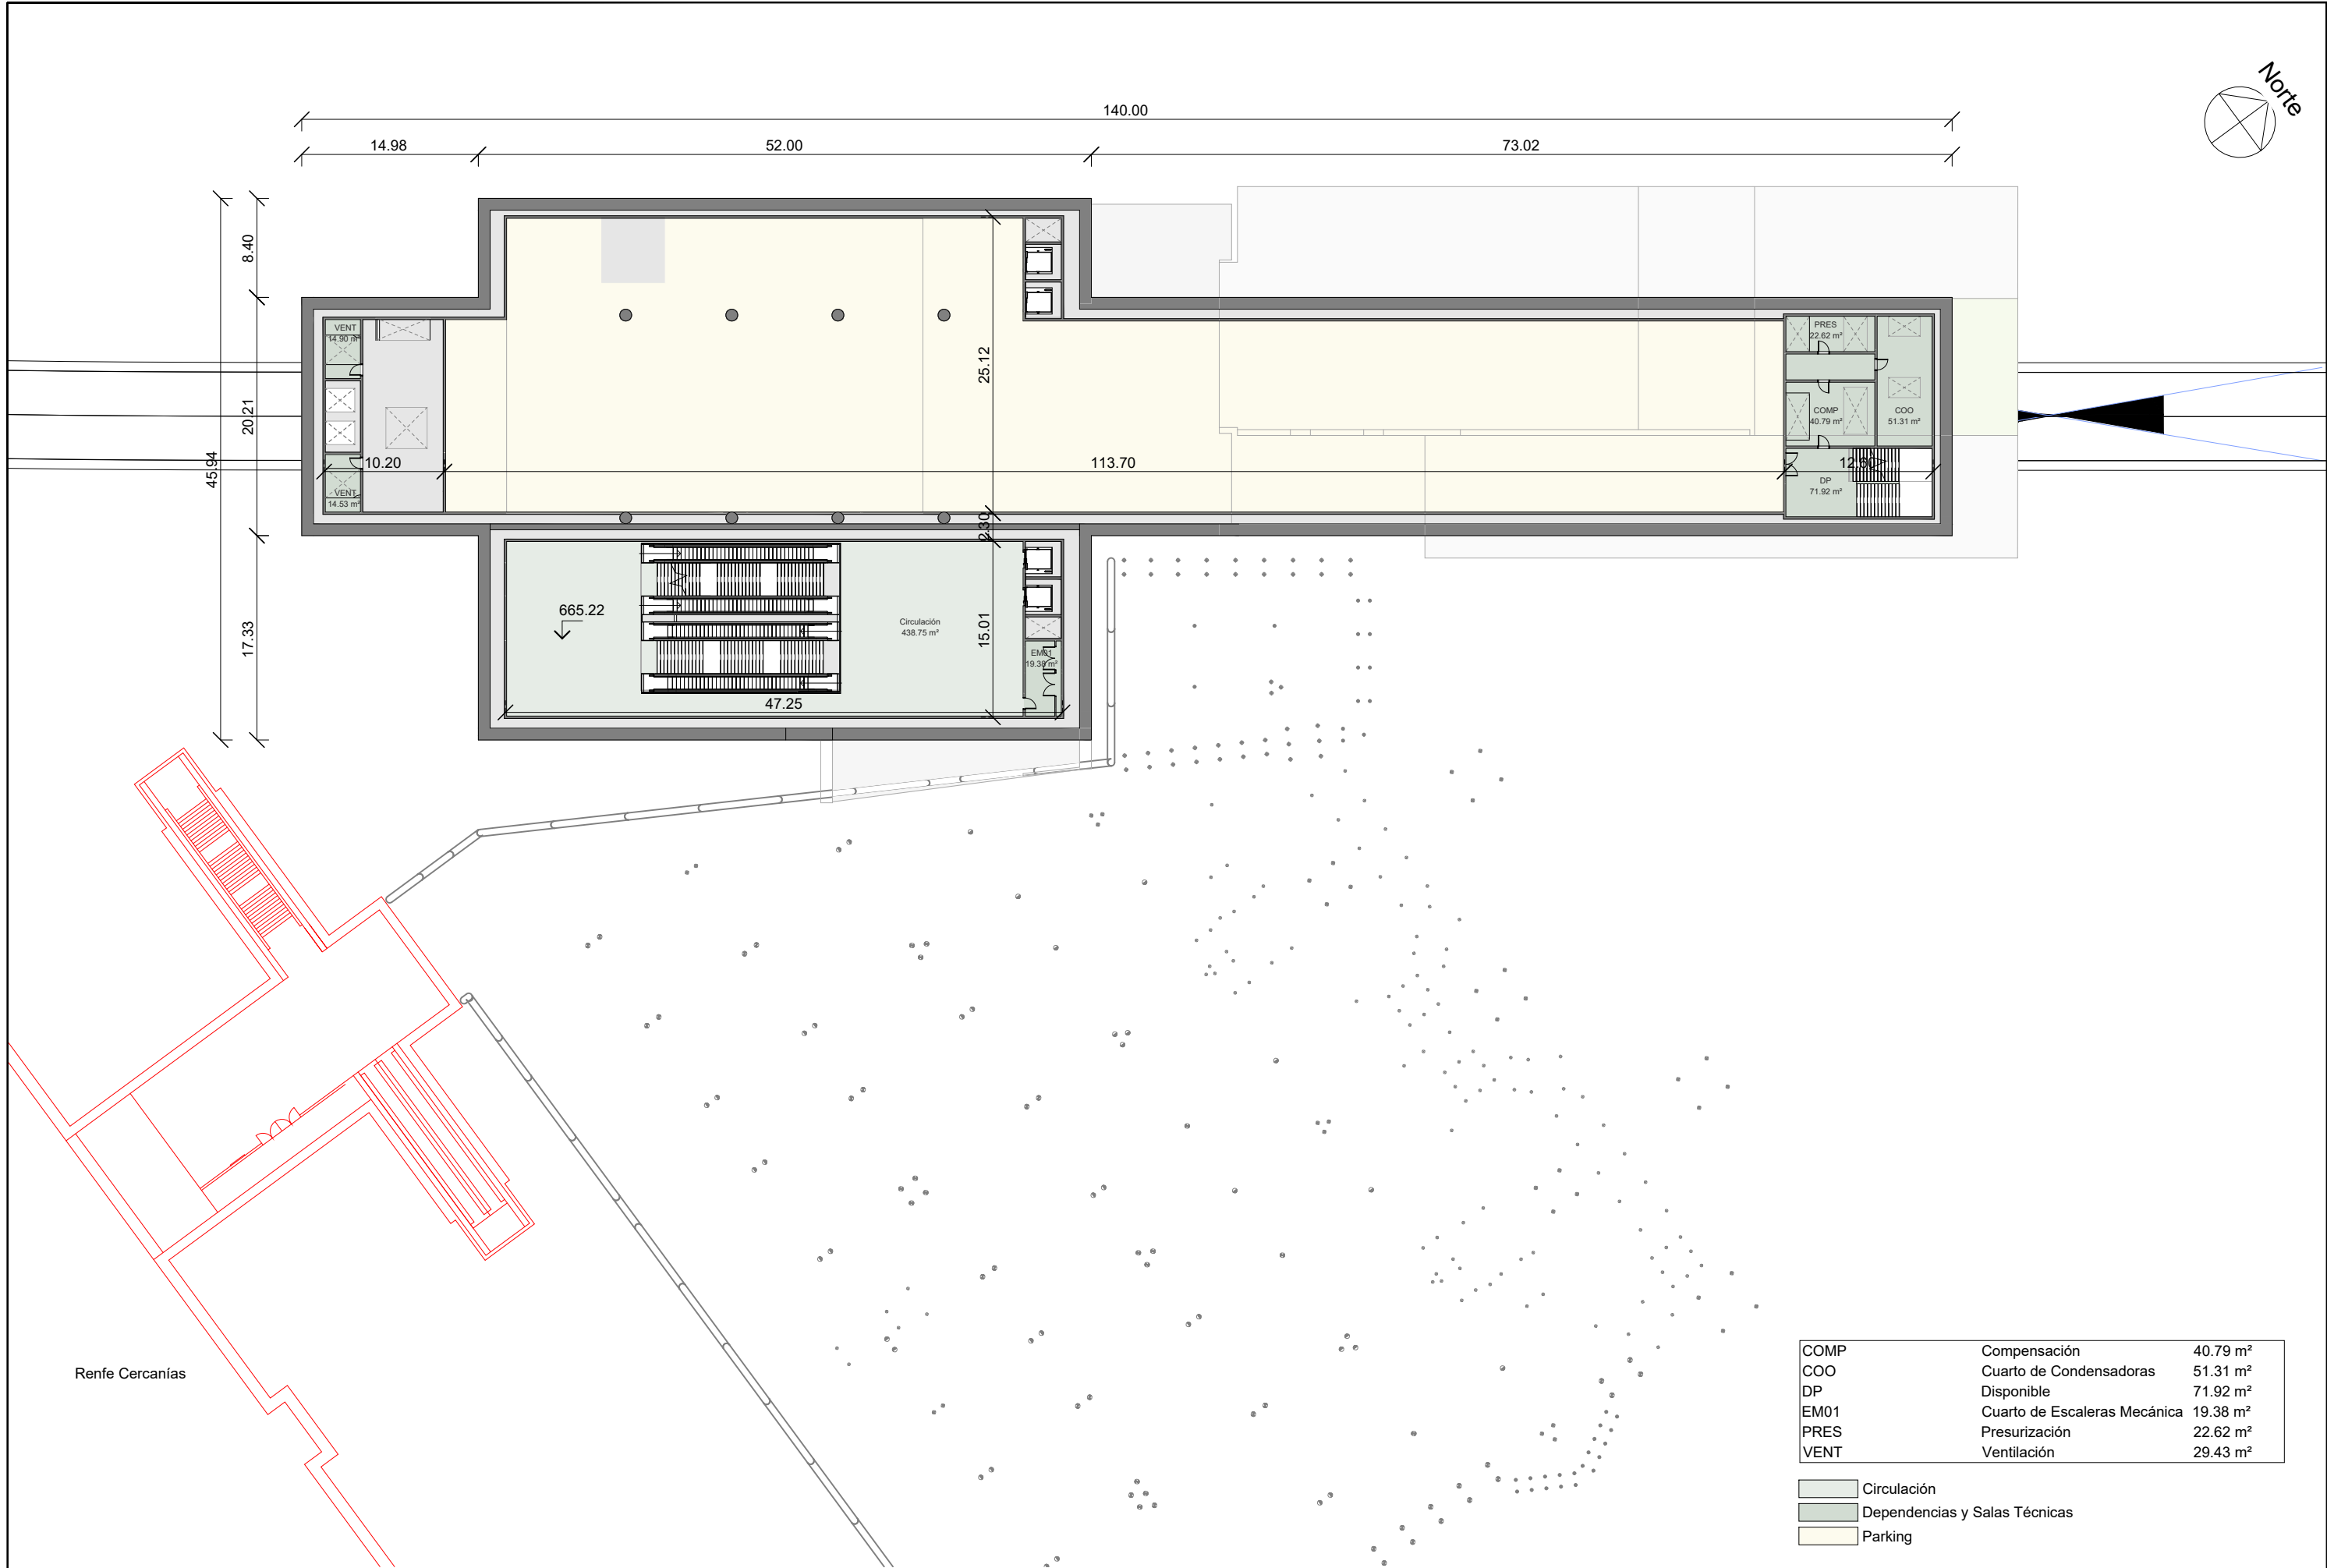 Norte
140.00
14.98
52.00
73.02
8.40
20.21
45.94
17.33
25.12
VENT
14.90 m²
PRES
22.62 m²
COMP
40.79 m²
COO
51.31 m²
10.20
113.70
12.60
VENT
14.53 m²
DP
71.92 m²
2.30
665.22
Circulación
438.75 m²
15.01
EM01
19.38 m²
47.25
Renfe Cercanías
COMP Compensación 40.79 m²
COO Cuarto de Condensadoras 51.31 m²
DP Disponible 71.92 m²
EM01 Cuarto de Escaleras Mecánica 19.38 m²
PRES Presurización 22.62 m²
VENT Ventilación 29.43 m²
Circulación
Dependencias y Salas Técnicas
Parking